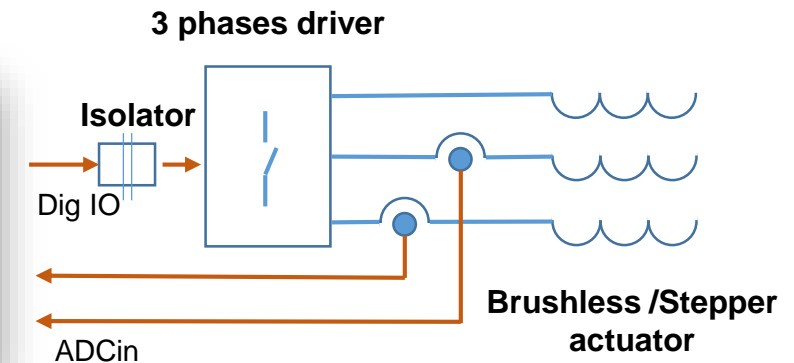 3 phases driver
Isolator
Dig IO
Brushless /Stepper
actuator
ADCin